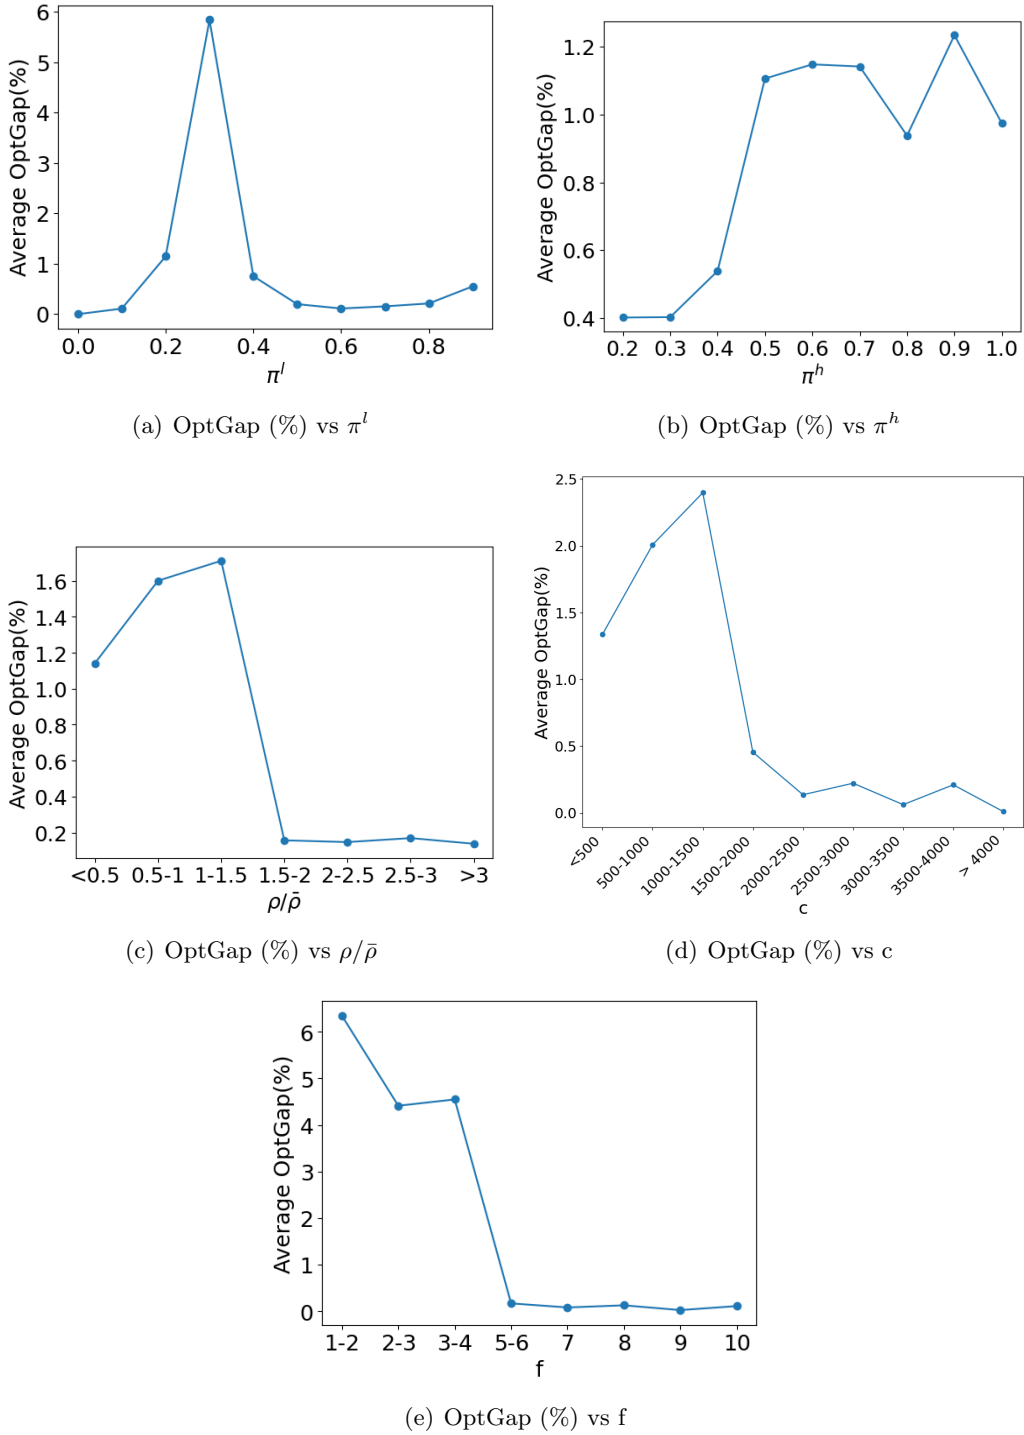 Average OptGap(%)
6
5
4
3
2
1
0
0.0 0.2 0.4 0.6 0.8
π^l
(a) OptGap (%) vs π^l
Average OptGap(%)
1.2
1.0
0.8
0.6
0.4
0.2 0.3 0.4 0.5 0.6 0.7 0.8 0.9 1.0
π^h
(b) OptGap (%) vs π^h
Average OptGap(%)
1.6
1.4
1.2
1.0
0.8
0.6
0.4
0.2
<0.5 0.5-1 1-1.5 1.5-2 2-2.5 2.5-3 >3
ρ/ρ̄
(c) OptGap (%) vs ρ/ρ̄
Average OptGap(%)
2.5
2.0
1.5
1.0
0.5
0.0
<500 500-1000 1000-1500 1500-2000 2000-2500 2500-3000 3000-3500 3500-4000 > 4000
c
(d) OptGap (%) vs c
Average OptGap(%)
6
5
4
3
2
1
0
1-2 2-3 3-4 5-6 7 8 9 10
f
(e) OptGap (%) vs f